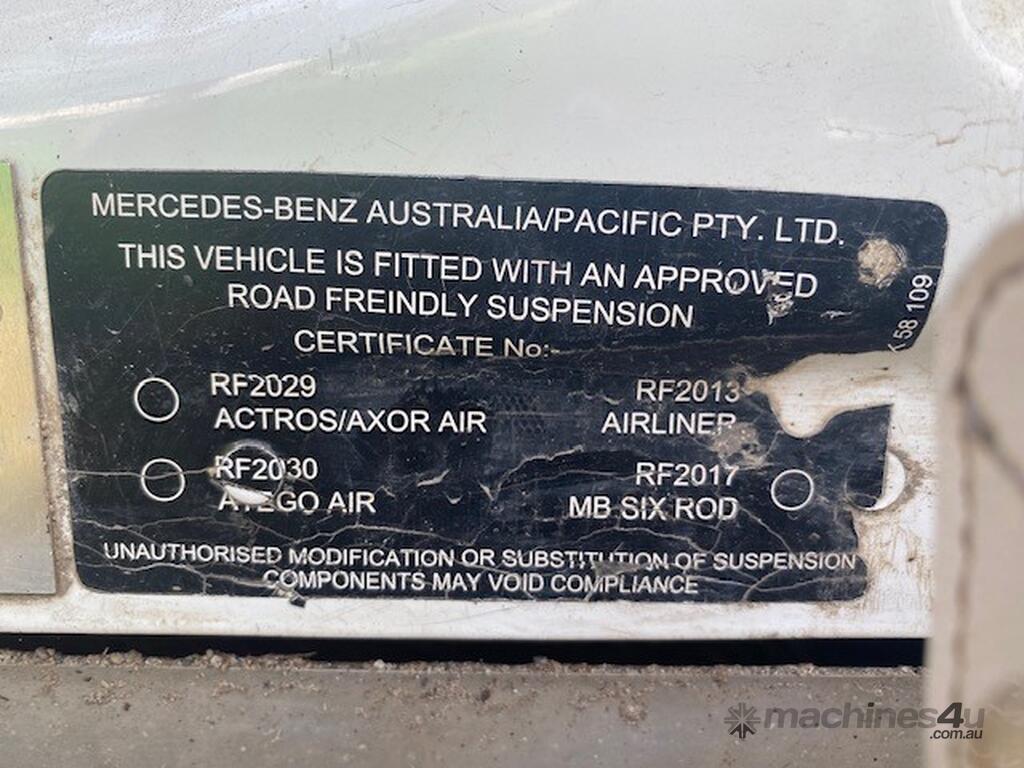 MERCEDES-BENZ AUSTRALIA/PACIFIC PTY. LTD.
THIS VEHICLE IS FITTED WITH AN APPROVED
ROAD FREINDLY SUSPENSION
CERTIFICATE No:-
RF2029
ACTROS/AXOR AIR
RF2013
AIRLINER
RF2030
ATEGO AIR
RF2017
MB SIX ROD
UNAUTHORISED MODIFICATION OR SUBSTITUTION OF SUSPENSION
COMPONENTS MAY VOID COMPLIANCE
58 109
machines4u
.com.au